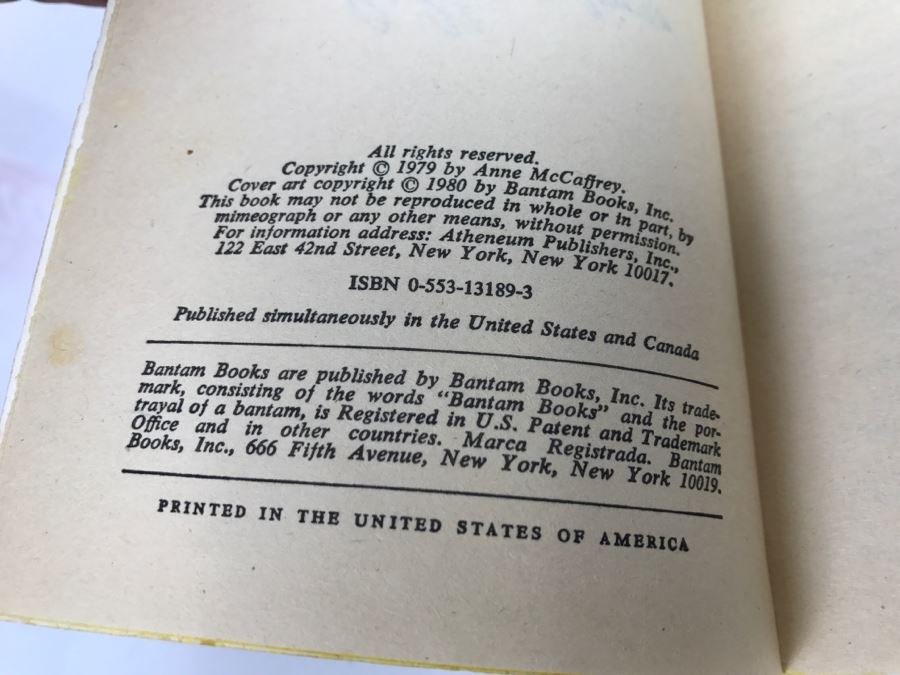 All rights reserved.
Copyright © 1979 by Anne McCaffrey.
Cover art copyright © 1980 by Bantam Books, Inc.
This book may not be reproduced in whole or in part, by
mimeograph or any other means, without permission.
For information address: Atheneum Publishers, Inc.,
122 East 42nd Street, New York, New York 10017.
ISBN 0-553-13189-3
Published simultaneously in the United States and Canada
Bantam Books are published by Bantam Books, Inc. Its trade-
mark, consisting of the words "Bantam Books" and the por-
trayal of a bantam, is Registered in U.S. Patent and Trademark
Office and in other countries. Marca Registrada. Bantam
Books, Inc., 666 Fifth Avenue, New York, New York 10019.
PRINTED IN THE UNITED STATES OF AMERICA